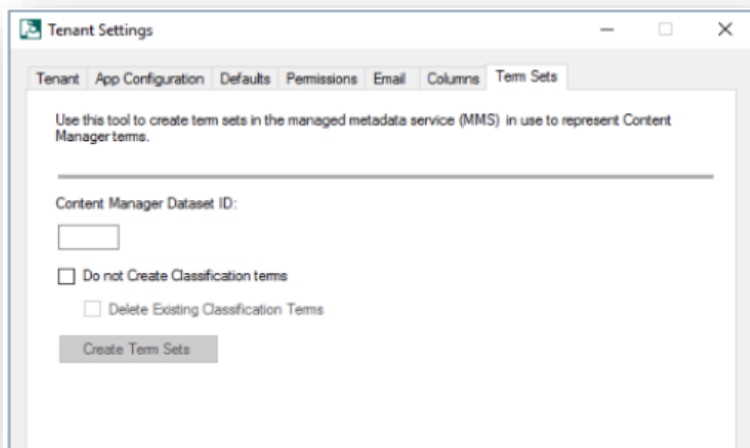 Tenant Settings
Tenant App Configuration Defaults Permissions Email Columns Term Sets
Use this tool to create term sets in the managed metadata service (MMS) in use to represent Content
Manager terms.
Content Manager Dataset ID:
Do not Create Classification terms
Delete Existing Classification Terms
Create Term Sets